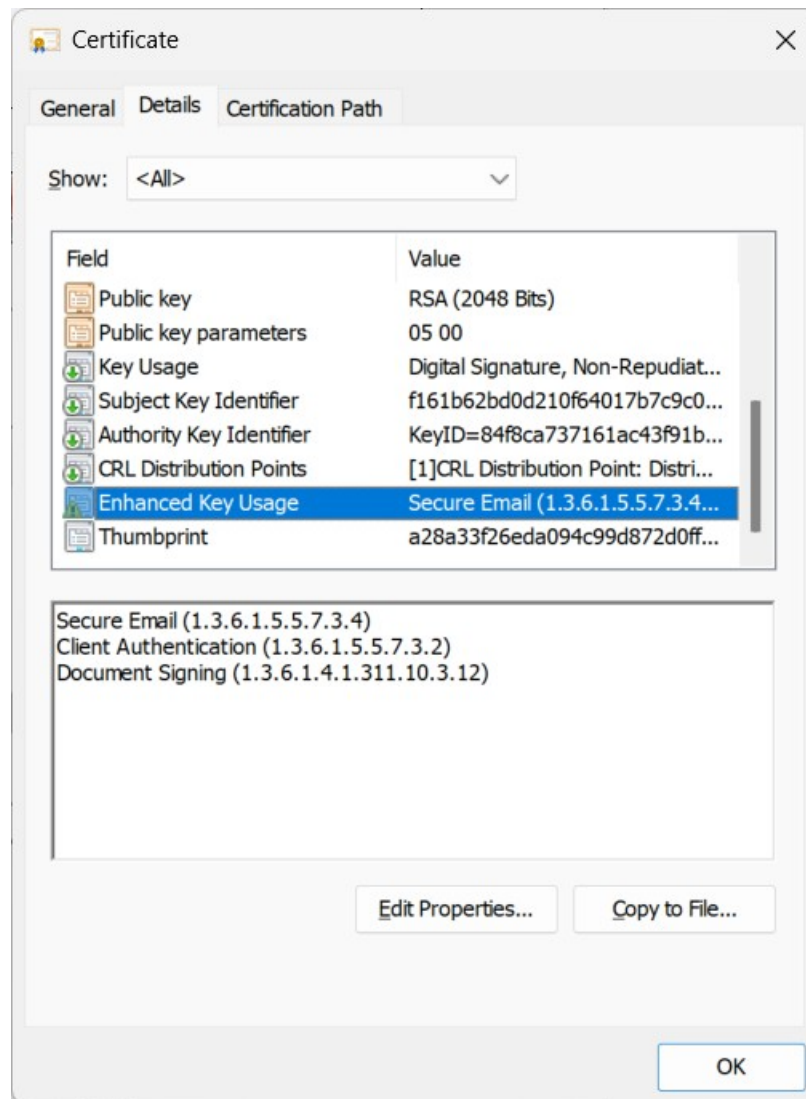 Certificate
General Details Certification Path
Show: <All>
Field Value
Public key RSA (2048 Bits)
Public key parameters 05 00
Key Usage Digital Signature, Non-Repudiat...
Subject Key Identifier f161b62bd0d210f64017b7c9c0...
Authority Key Identifier KeyID=84f8ca737161ac43f91b...
CRL Distribution Points [1]CRL Distribution Point: Distri...
Enhanced Key Usage Secure Email (1.3.6.1.5.5.7.3.4...
Thumbprint a28a33f26eda094c99d872d0ff...
Secure Email (1.3.6.1.5.5.7.3.4)
Client Authentication (1.3.6.1.5.5.7.3.2)
Document Signing (1.3.6.1.4.1.311.10.3.12)
Edit Properties... Copy to File...
OK